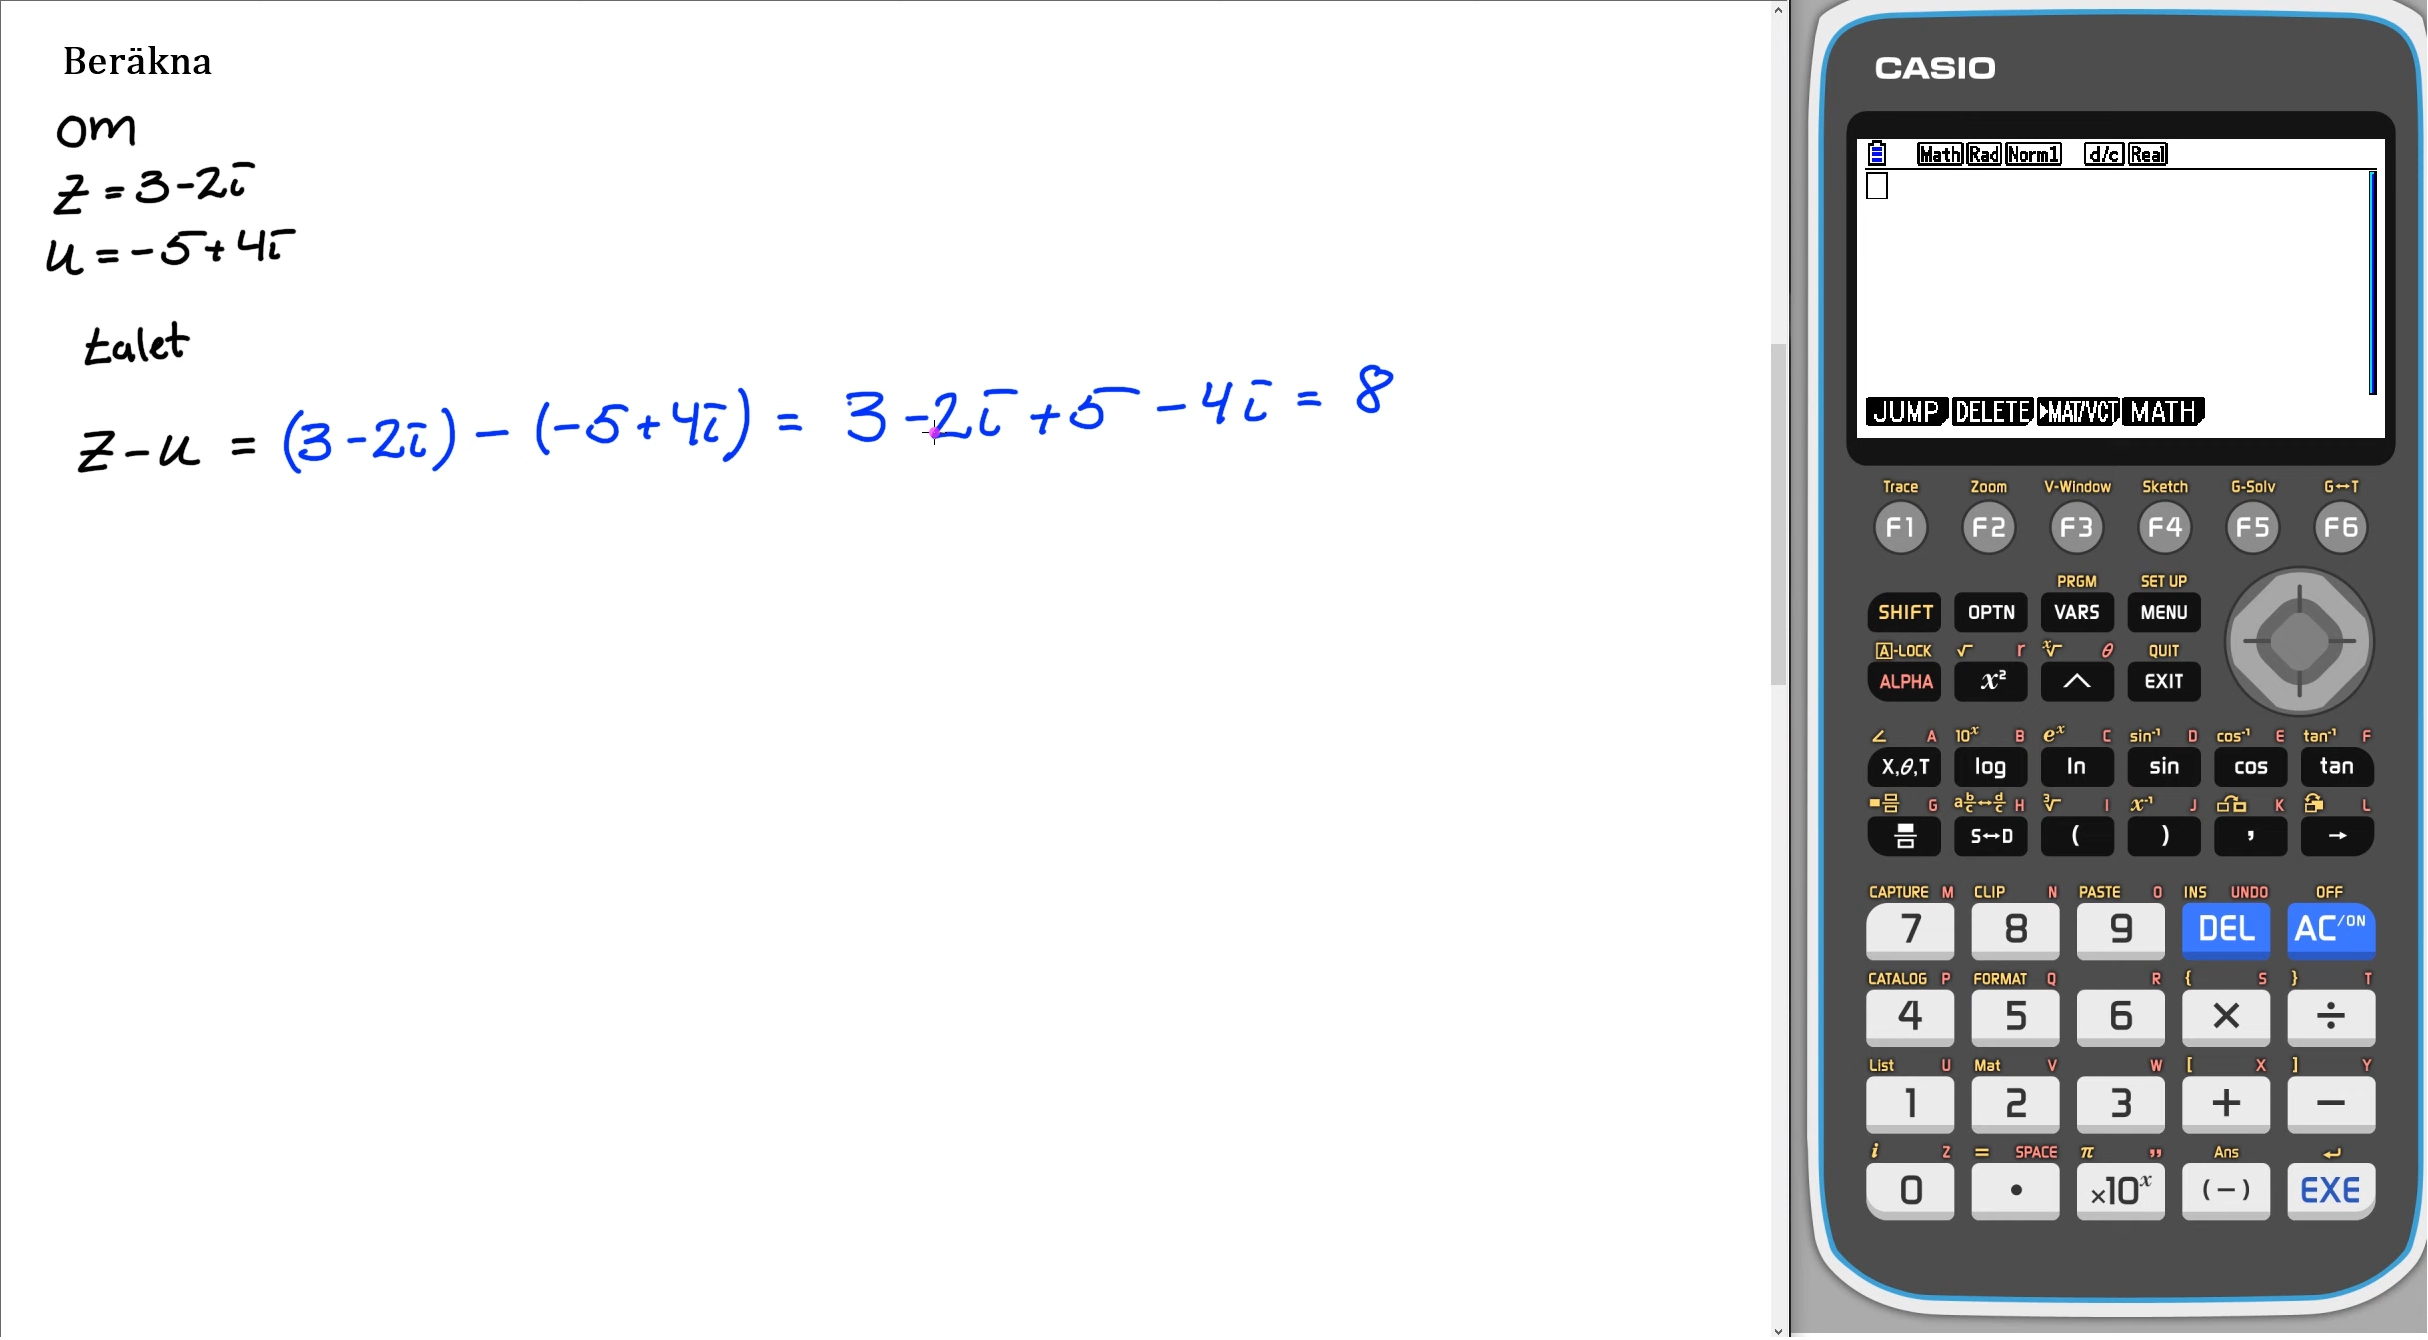 Beräkna
om
z = 3-2i
u = -5+4i
talet
z-u = (3-2i) - (-5+4i) = 3-2i+5-4i = 8
CASIO
Math Rad Norm1 d/c Real
JUMP DELETE ▶MAT/VCT MATH
Trace Zoom V-Window Sketch G-Solv G↔T
F1 F2 F3 F4 F5 F6
PRGM SET UP
SHIFT OPTN VARS MENU
A-LOCK √ r ˣ√ θ QUIT
ALPHA x² ^ EXIT
∠ A 10ˣ B eˣ C sin⁻¹ D cos⁻¹ E tan⁻¹ F
X,θ,T log ln sin cos tan
G a b/c↔d/c H ³√ I x⁻¹ J K L
S↔D ( ) , →
CAPTURE M CLIP N PASTE O INS UNDO OFF
7 8 9 DEL AC/ON
CATALOG P FORMAT Q R { S } T
4 5 6 × ÷
List U Mat V W [ X ] Y
1 2 3 + −
i Z = SPACE π " Ans ↵
0 • ×10ˣ (−) EXE